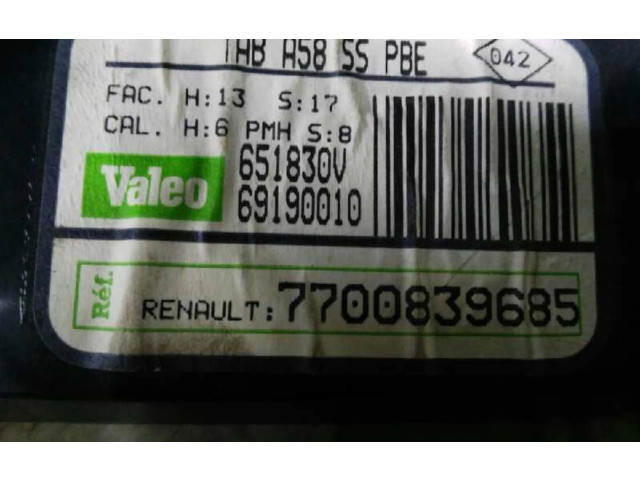 TAB A58 SS PBE 042
FAC. H:13 S:17
CAL. H:6 PMH S:8
Valeo
651830V
69190010
Réf.
RENAULT: 7700839685